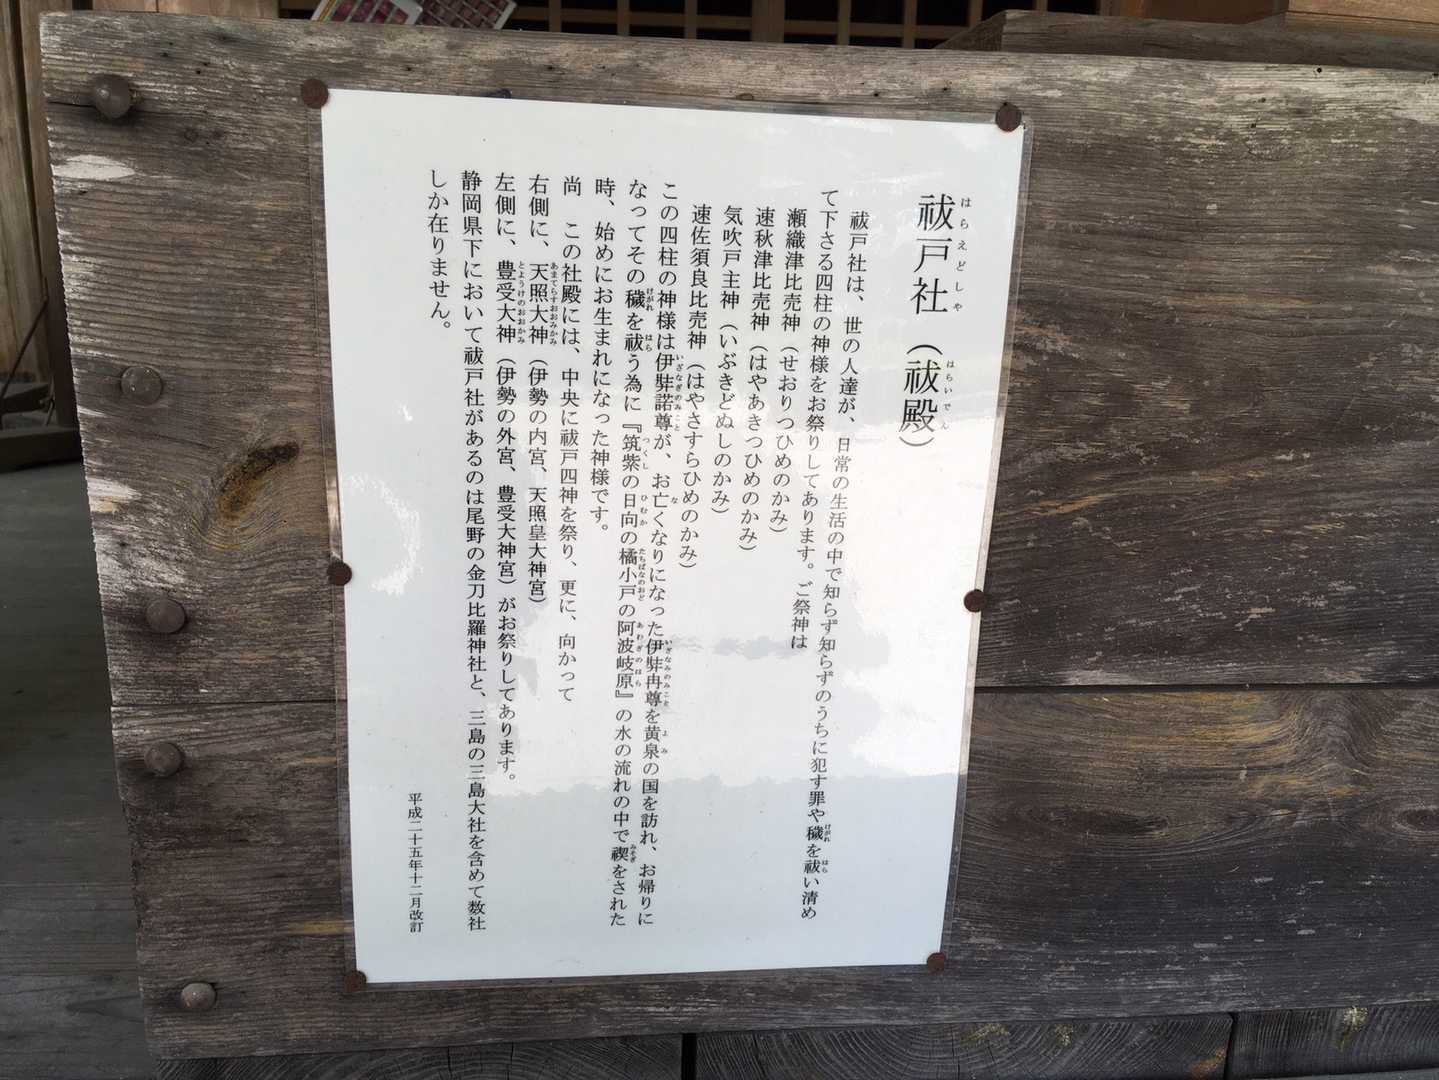 祓戸社（祓殿）
祓戸社は、世の人達が、日常の生活の中で知らず知らずのうちに犯す罪や穢を祓い清め
て下さる四柱の神様をお祭りしてあります。ご祭神は
瀬織津比売神（せおりつひめのかみ）
速秋津比売神（はやあきつひめのかみ）
気吹戸主神（いぶきどぬしのかみ）
速佐須良比売神（はやさすらひめのかみ）
この四柱の神様は伊弉諾尊が、お亡くなりになった伊弉冉尊を黄泉の国を訪れ、お帰りに
なってその穢を祓う為に『筑紫の日向の橘小戸の阿波岐原』の水の流れの中で禊をされた
時、始めにお生まれになった神様です。
尚　この社殿には、中央に祓戸四神を祭り、更に、向かって
右側に、天照大神（伊勢の内宮、天照皇大神宮）
左側に、豊受大神（伊勢の外宮、豊受大神宮）がお祭りしてあります。
静岡県下において祓戸社があるのは尾野の金刀比羅神社と、三島の三島大社を含めて数社
しか在りません。
平成二十五年十二月改訂